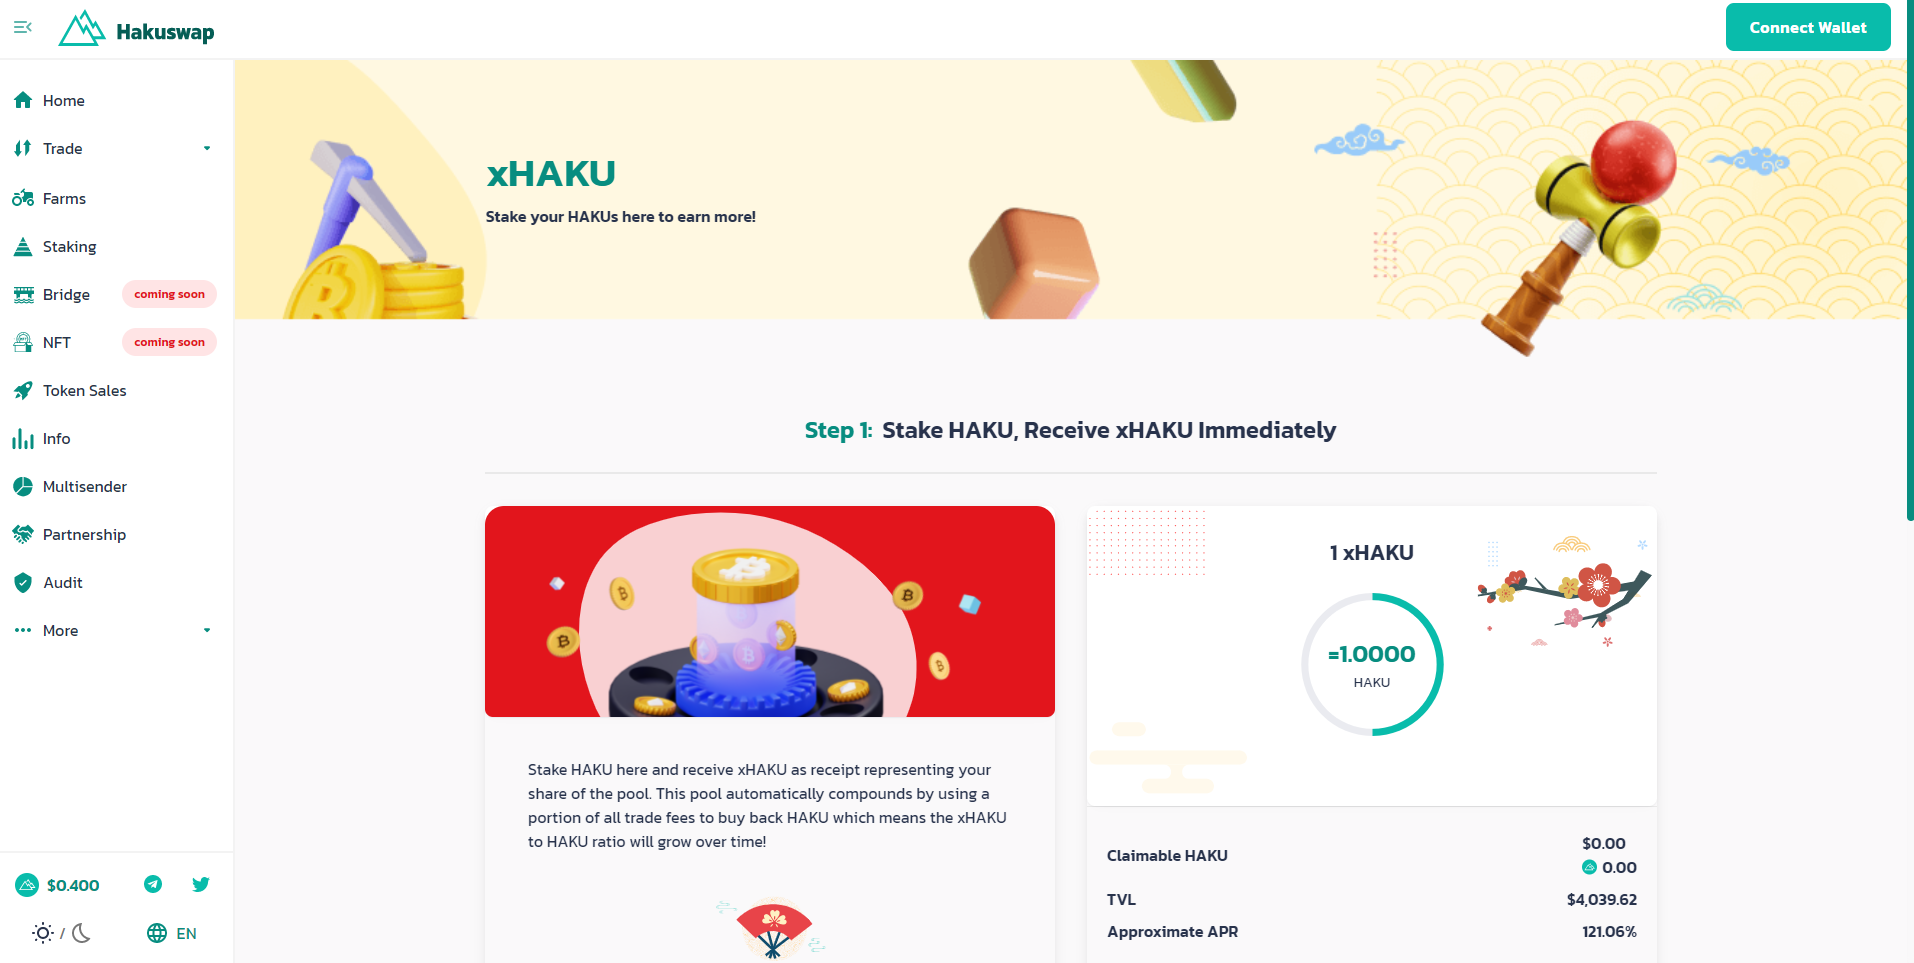 Hakuswap
Connect Wallet
Home
Trade
Farms
Staking
Bridge
coming soon
NFT
coming soon
Token Sales
Info
Multisender
Partnership
Audit
More
$0.400
/
EN
xHAKU
Stake your HAKUs here to earn more!
Step 1: Stake HAKU, Receive xHAKU Immediately
Stake HAKU here and receive xHAKU as receipt representing your
share of the pool. This pool automatically compounds by using a
portion of all trade fees to buy back HAKU which means the xHAKU
to HAKU ratio will grow over time!
1 xHAKU
=1.0000
HAKU
Claimable HAKU
$0.00
0.00
TVL
$4,039.62
Approximate APR
121.06%